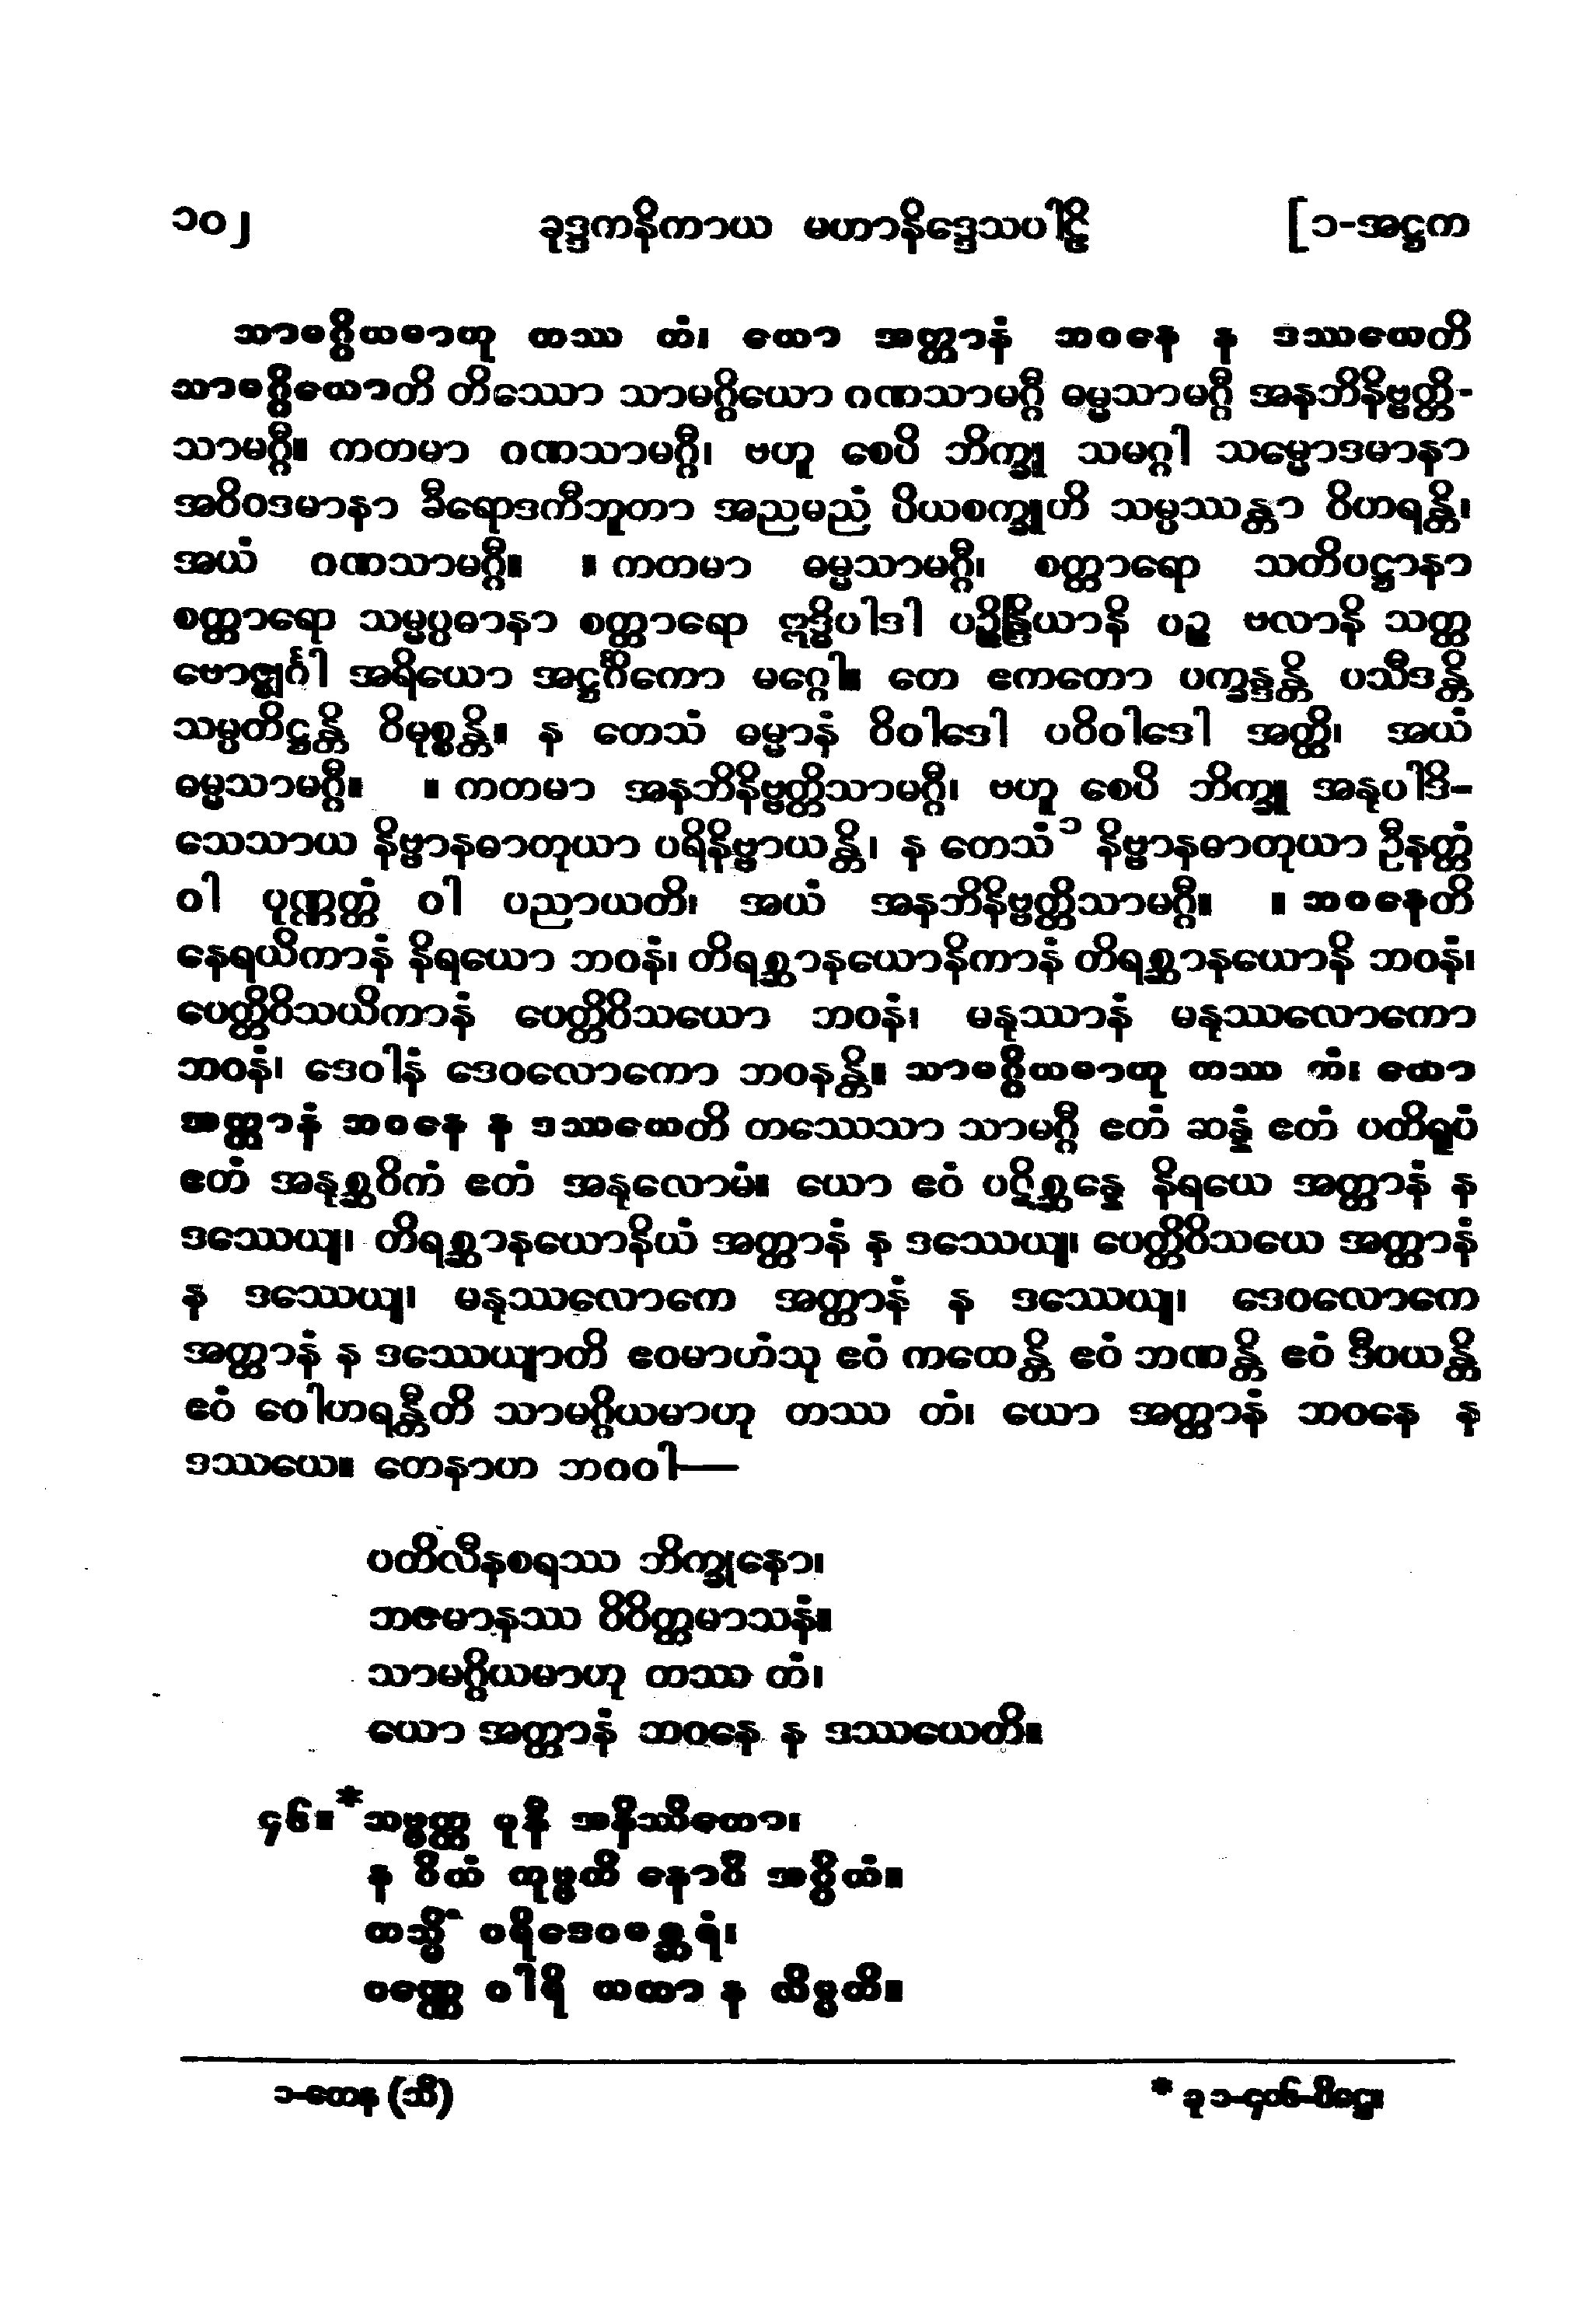 ၁၀၂ ခုဒ္ဒကနိကာယ မဟာနိဒ္ဒေသပါဠိ [၁-အဋ္ဌက
သာမဂ္ဂိယမာဟု တဿ တံ၊ ယော အတ္တာနံ ဘဝနေ န ဒဿယေတိ
သာမဂ္ဂိယောတိ တိဿော သာမဂ္ဂိယော ဂဏသာမဂ္ဂီ ဓမ္မသာမဂ္ဂီ အနဘိနိဗ္ဗတ္တိ-
သာမဂ္ဂီ။ ကတမာ ဂဏသာမဂ္ဂီ၊ ဗဟူ စေပိ ဘိက္ခူ သမဂ္ဂါ သမ္မောဒမာနာ
အဝိဝဒမာနာ ခီရောဒကီဘူတာ အညမညံ ပိယစက္ခူဟိ သမ္ပဿန္တာ ဝိဟရန္တိ၊
အယံ ဂဏသာမဂ္ဂီ။ ။ ကတမာ ဓမ္မသာမဂ္ဂီ၊ စတ္တာရော သတိပဋ္ဌာနာ
စတ္တာရော သမ္မပ္ပဓာနာ စတ္တာရော ဣဒ္ဓိပါဒါ ပဉ္စိန္ဒြိယာနိ ပဉ္စ ဗလာနိ သတ္တ
ဗောဇ္ဈင်္ဂါ အရိယော အဋ္ဌင်္ဂိကော မဂ္ဂေါ။ တေ ဧကတော ပက္ခန္ဒန္တိ ပသီဒန္တိ
သမ္ပတိဋ္ဌန္တိ ဝိမုစ္စန္တိ။ န တေသံ ဓမ္မာနံ ဝိဝါဒေါ ပဝိဝါဒေါ အတ္ထိ၊ အယံ
ဓမ္မသာမဂ္ဂီ။ ။ ကတမာ အနဘိနိဗ္ဗတ္တိသာမဂ္ဂီ၊ ဗဟူ စေပိ ဘိက္ခူ အနုပါဒိ-
သေသာယ နိဗ္ဗာနဓာတုယာ ပရိနိဗ္ဗာယန္တိ၊ န တေသံ ၁ နိဗ္ဗာနဓာတုယာ ဦနတ္တံ
ဝါ ပုဏ္ဏတ္တံ ဝါ ပညာယတိ၊ အယံ အနဘိနိဗ္ဗတ္တိသာမဂ္ဂီ။ ။ ဘဝနေတိ
နေရယိကာနံ နိရယော ဘဝနံ၊ တိရစ္ဆာနယောနိကာနံ တိရစ္ဆာနယောနိ ဘဝနံ၊
ပေတ္တိဝိသယိကာနံ ပေတ္တိဝိသယော ဘဝနံ၊ မနုဿာနံ မနုဿလောကော
ဘဝနံ၊ ဒေဝါနံ ဒေဝလောကော ဘဝနန္တိ။ သာမဂ္ဂိယမာဟု တဿ တံ၊ ယော
အတ္တာနံ ဘဝနေ န ဒဿယေတိ တဿေသာ သာမဂ္ဂီ ဧတံ ဆန္နံ ဧတံ ပတိရူပံ
ဧတံ အနုစ္ဆဝိကံ ဧတံ အနုလောမံ။ ယော ဧဝံ ပဋိစ္ဆန္နေ နိရယေ အတ္တာနံ န
ဒဿေယျ၊ တိရစ္ဆာနယောနိယံ အတ္တာနံ န ဒဿေယျ၊ ပေတ္တိဝိသယေ အတ္တာနံ
န ဒဿေယျ၊ မနုဿလောကေ အတ္တာနံ န ဒဿေယျ၊ ဒေဝလောကေ
အတ္တာနံ န ဒဿေယျာတိ ဧဝမာဟံသု ဧဝံ ကထေန္တိ ဧဝံ ဘဏန္တိ ဧဝံ ဒီပယန္တိ
ဧဝံ ဝေါဟရန္တီတိ သာမဂ္ဂိယမာဟု တဿ တံ၊ ယော အတ္တာနံ ဘဝနေ န
ဒဿယေ။ တေနာဟ ဘဂဝါ—
ပတိလီနစရဿ ဘိက္ခုနော၊
ဘဇမာနဿ ဝိဝိတ္တမာသနံ။
သာမဂ္ဂိယမာဟု တဿ တံ၊
ယော အတ္တာနံ ဘဝနေ န ဒဿယေတိ။
၄၆။ *သဗ္ဗတ္ထ မုနီ အနိဿိတော၊
န ပိယံ ကုဗ္ဗတိ နောပိ အပ္ပိယံ။
တသ္မိံ ပရိဒေဝမစ္ဆရံ၊
ပဏ္ဏေ ဝါရိ ယထာ န လိမ္ပတိ။
၁-တေန (သီ) * ခု ၁-၄၀၆-ပိဋ္ဌေ။